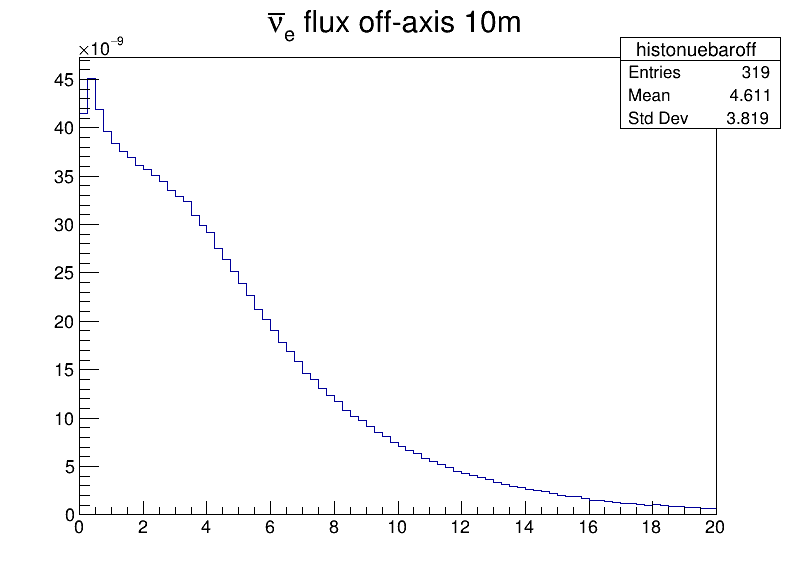 ν̅e flux off-axis 10m
×10⁻⁹
histonuebaroff
Entries 319
Mean 4.611
Std Dev 3.819
45
40
35
30
25
20
15
10
5
0
0 2 4 6 8 10 12 14 16 18 20